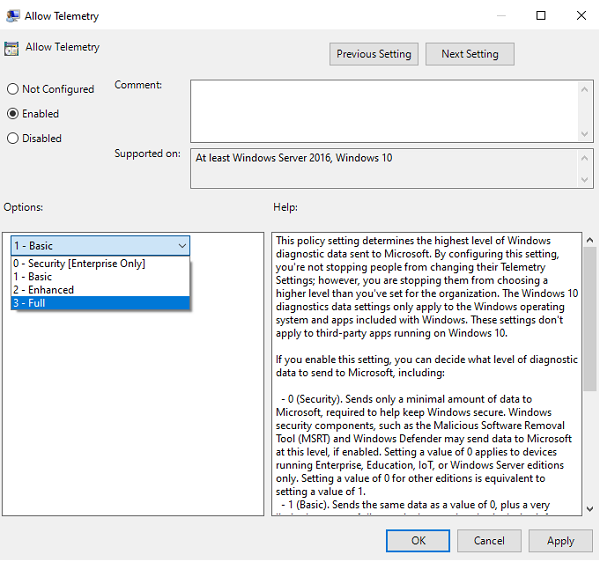 Allow Telemetry
Allow Telemetry
Previous Setting
Next Setting
Not Configured
Enabled
Disabled
Comment:
Supported on:
At least Windows Server 2016, Windows 10
Options:
Help:
1 - Basic
0 - Security [Enterprise Only]
1 - Basic
2 - Enhanced
3 - Full
This policy setting determines the highest level of Windows
diagnostic data sent to Microsoft. By configuring this setting,
you're not stopping people from changing their Telemetry
Settings; however, you are stopping them from choosing a
higher level than you've set for the organization. The Windows 10
diagnostics data settings only apply to the Windows operating
system and apps included with Windows. These settings don't
apply to third-party apps running on Windows 10.
If you enable this setting, you can decide what level of diagnostic
data to send to Microsoft, including:
- 0 (Security). Sends only a minimal amount of data to
Microsoft, required to help keep Windows secure. Windows
security components, such as the Malicious Software Removal
Tool (MSRT) and Windows Defender may send data to Microsoft
at this level, if enabled. Setting a value of 0 applies to devices
running Enterprise, Education, IoT, or Windows Server editions
only. Setting a value of 0 for other editions is equivalent to
setting a value of 1.
- 1 (Basic). Sends the same data as a value of 0, plus a very
OK
Cancel
Apply